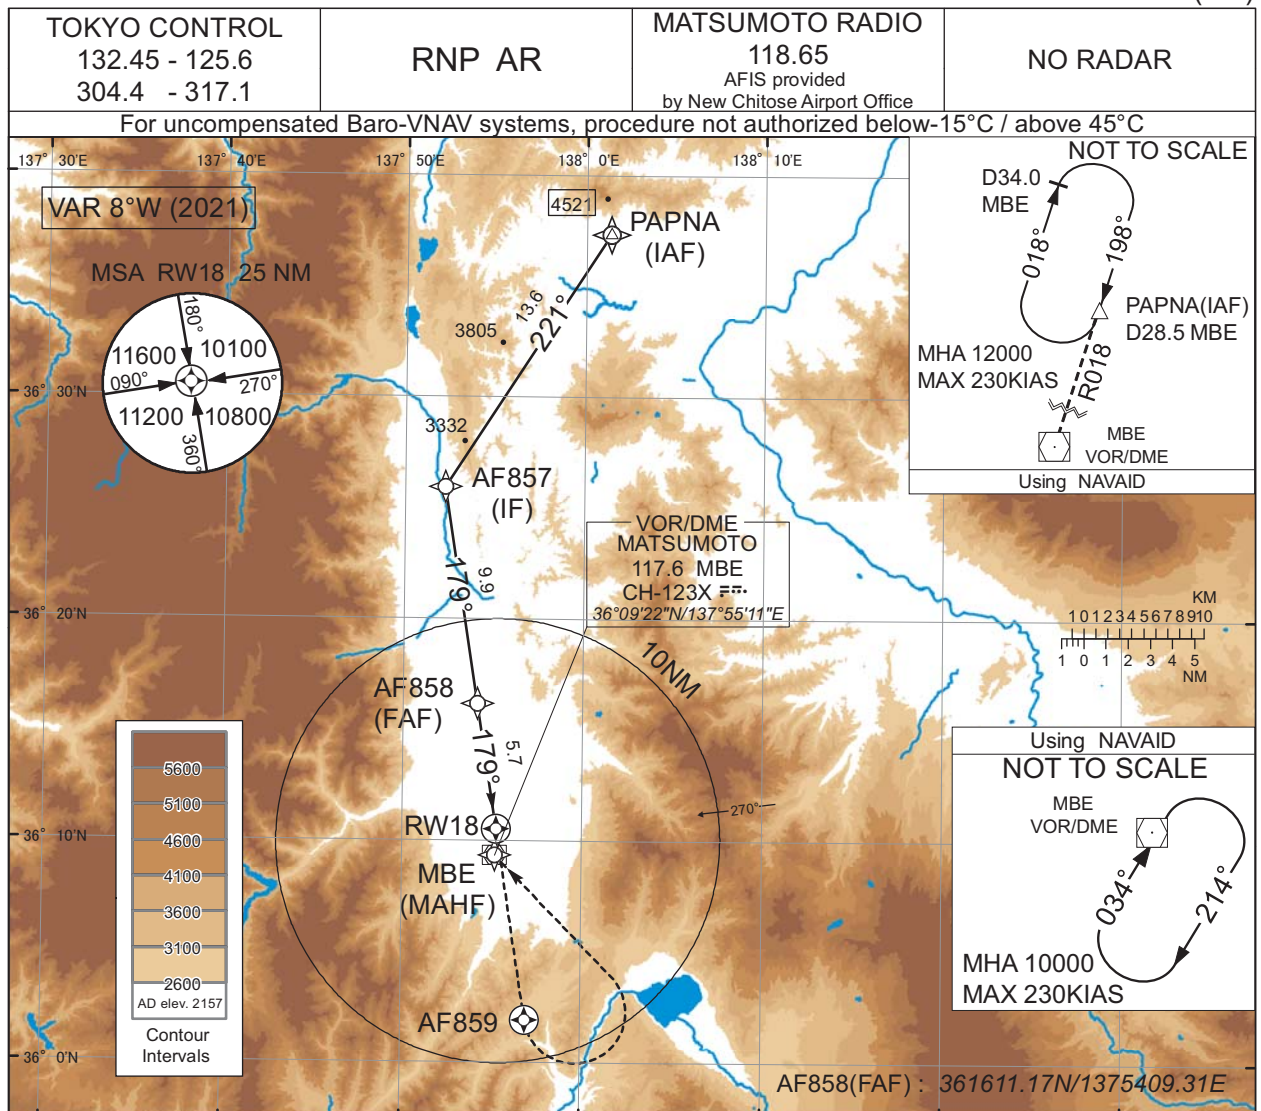 TOKYO CONTROL
132.45 - 125.6
304.4 - 317.1
RNP AR
MATSUMOTO RADIO
118.65
AFIS provided
by New Chitose Airport Office
NO RADAR
For uncompensated Baro-VNAV systems, procedure not authorized below-15°C / above 45°C
137° 30'E
137° 40'E
137° 50'E
138° 0'E
138° 10'E
VAR 8°W (2021)
MSA RW18 25 NM
180°
11600
10100
090°
270°
11200
10800
360°
4521
PAPNA
(IAF)
13.6
221°
3805
3332
36° 30'N
AF857
(IF)
NOT TO SCALE
D34.0
MBE
018°
198°
PAPNA(IAF)
D28.5 MBE
MHA 12000
MAX 230KIAS
R018
MBE
VOR/DME
Using NAVAID
VOR/DME
MATSUMOTO
117.6 MBE
CH-123X
36°09'22"N/137°55'11"E
179°
9.9
36° 20'N
KM
1 0 1 2 3 4 5 6 7 8 9 10
1 0 1 2 3 4 5
NM
10NM
AF858
(FAF)
179°
5.7
270°
RW18
36° 10'N
MBE
(MAHF)
5600
5100
4600
4100
3600
3100
2600
AD elev. 2157
Contour
Intervals
Using NAVAID
NOT TO SCALE
MBE
VOR/DME
034°
214°
MHA 10000
MAX 230KIAS
AF859
36° 0'N
AF858(FAF) : 361611.17N/1375409.31E